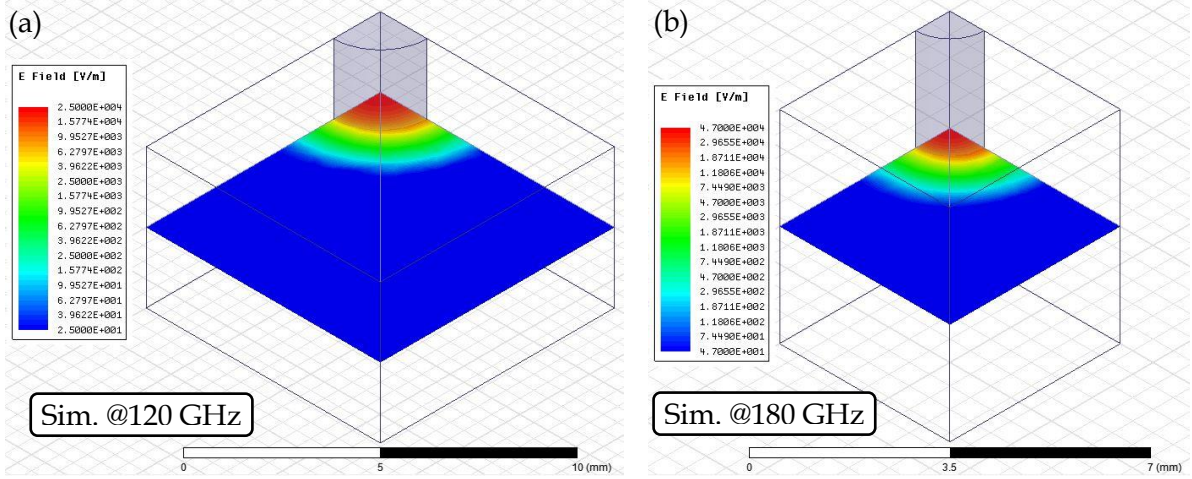 (a)
E Field [V/m]
2.5000E+004
1.5774E+004
9.9527E+003
6.2797E+003
3.9622E+003
2.5000E+003
1.5774E+003
9.9527E+002
6.2797E+002
3.9622E+002
2.5000E+002
1.5774E+002
9.9527E+001
6.2797E+001
3.9622E+001
2.5000E+001
Sim. @120 GHz
0
5
10 (mm)
(b)
E Field [V/m]
4.7000E+004
2.9655E+004
1.8711E+004
1.1806E+004
7.4490E+003
4.7000E+003
2.9655E+003
1.8711E+003
1.1806E+003
7.4490E+002
4.7000E+002
2.9655E+002
1.8711E+002
1.1806E+002
7.4490E+001
4.7000E+001
Sim. @180 GHz
0
3.5
7 (mm)